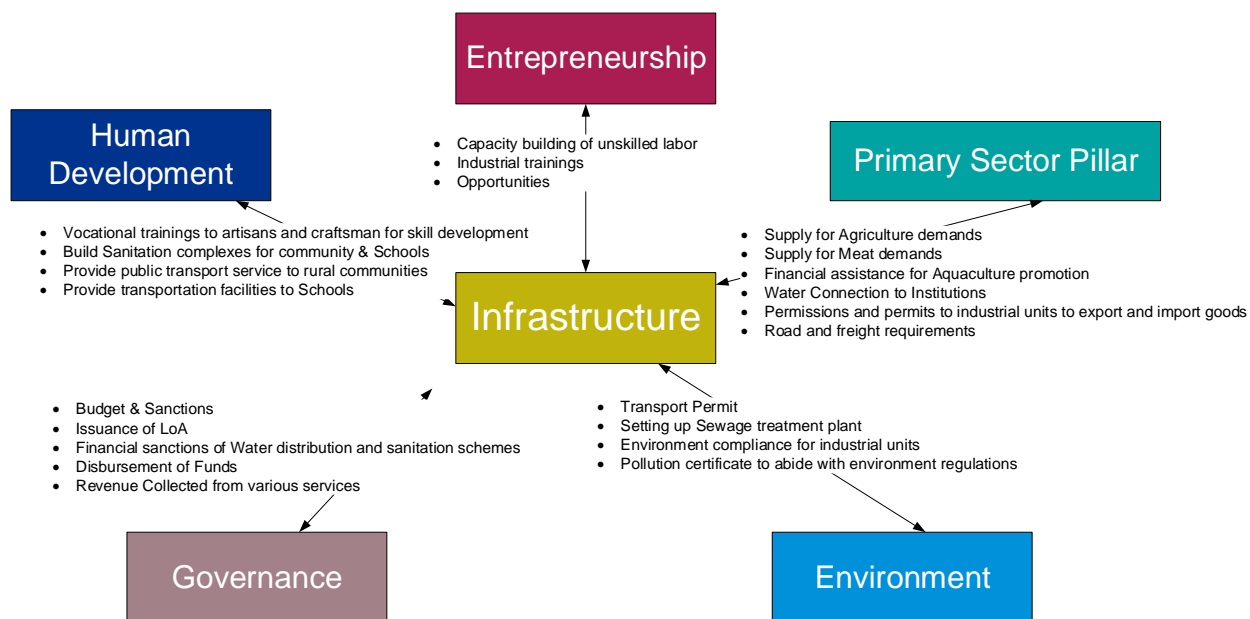 Entrepreneurship
Human
Development
Primary Sector Pillar
• Capacity building of unskilled labor
• Industrial trainings
• Opportunities
• Vocational trainings to artisans and craftsman for skill development
• Build Sanitation complexes for community & Schools
• Provide public transport service to rural communities
• Provide transportation facilities to Schools
• Supply for Agriculture demands
• Supply for Meat demands
• Financial assistance for Aquaculture promotion
• Water Connection to Institutions
• Permissions and permits to industrial units to export and import goods
• Road and freight requirements
Infrastructure
• Budget & Sanctions
• Issuance of LoA
• Financial sanctions of Water distribution and sanitation schemes
• Disbursement of Funds
• Revenue Collected from various services
• Transport Permit
• Setting up Sewage treatment plant
• Environment compliance for industrial units
• Pollution certificate to abide with environment regulations
Governance
Environment